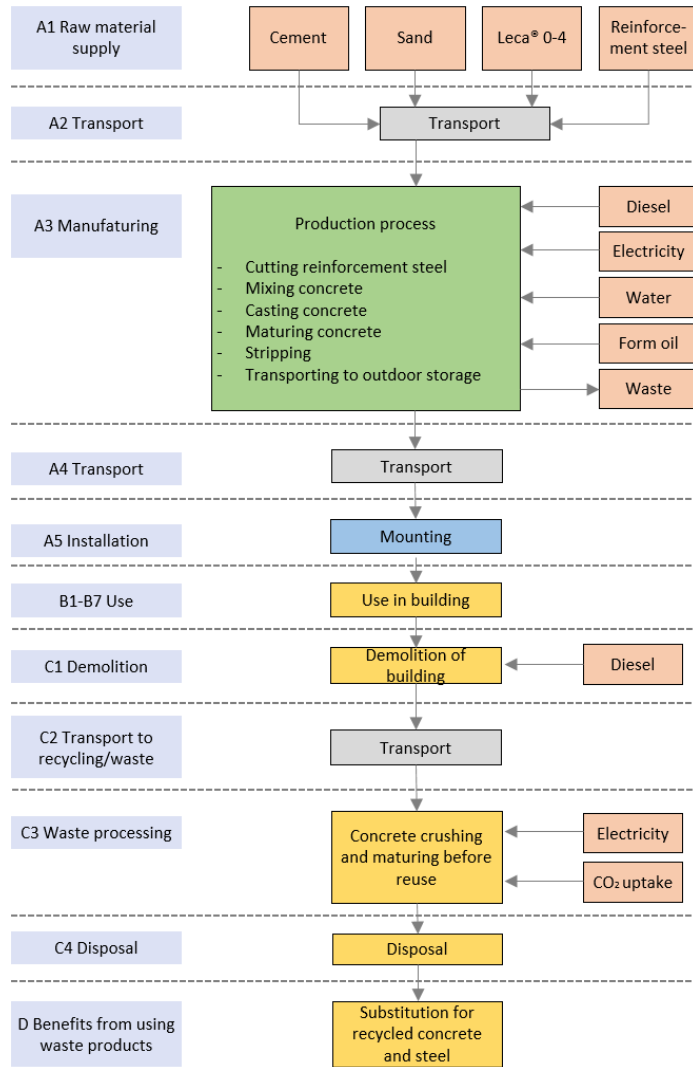 A1 Raw material
supply
Cement
Sand
Leca® 0-4
Reinforce-
ment steel
A2 Transport
Transport
A3 Manufaturing
Production process
- Cutting reinforcement steel
- Mixing concrete
- Casting concrete
- Maturing concrete
- Stripping
- Transporting to outdoor storage
Diesel
Electricity
Water
Form oil
Waste
A4 Transport
Transport
A5 Installation
Mounting
B1-B7 Use
Use in building
C1 Demolition
Demolition of
building
Diesel
C2 Transport to
recycling/waste
Transport
C3 Waste processing
Concrete crushing
and maturing before
reuse
Electricity
CO₂ uptake
C4 Disposal
Disposal
D Benefits from using
waste products
Substitution for
recycled concrete
and steel